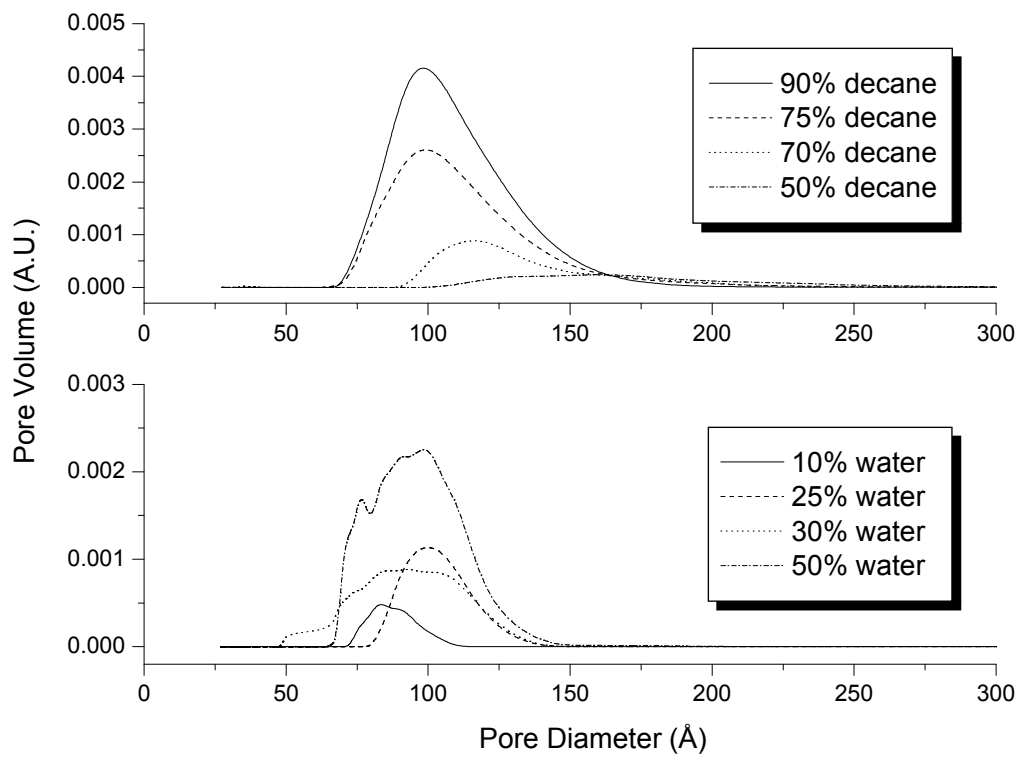 0.005
0.004
0.003
0.002
0.001
0.000
0 50 100 150 200 250 300
90% decane
75% decane
70% decane
50% decane
Pore Volume (A.U.)
0.003
0.002
0.001
0.000
0 50 100 150 200 250 300
10% water
25% water
30% water
50% water
Pore Diameter (Å)